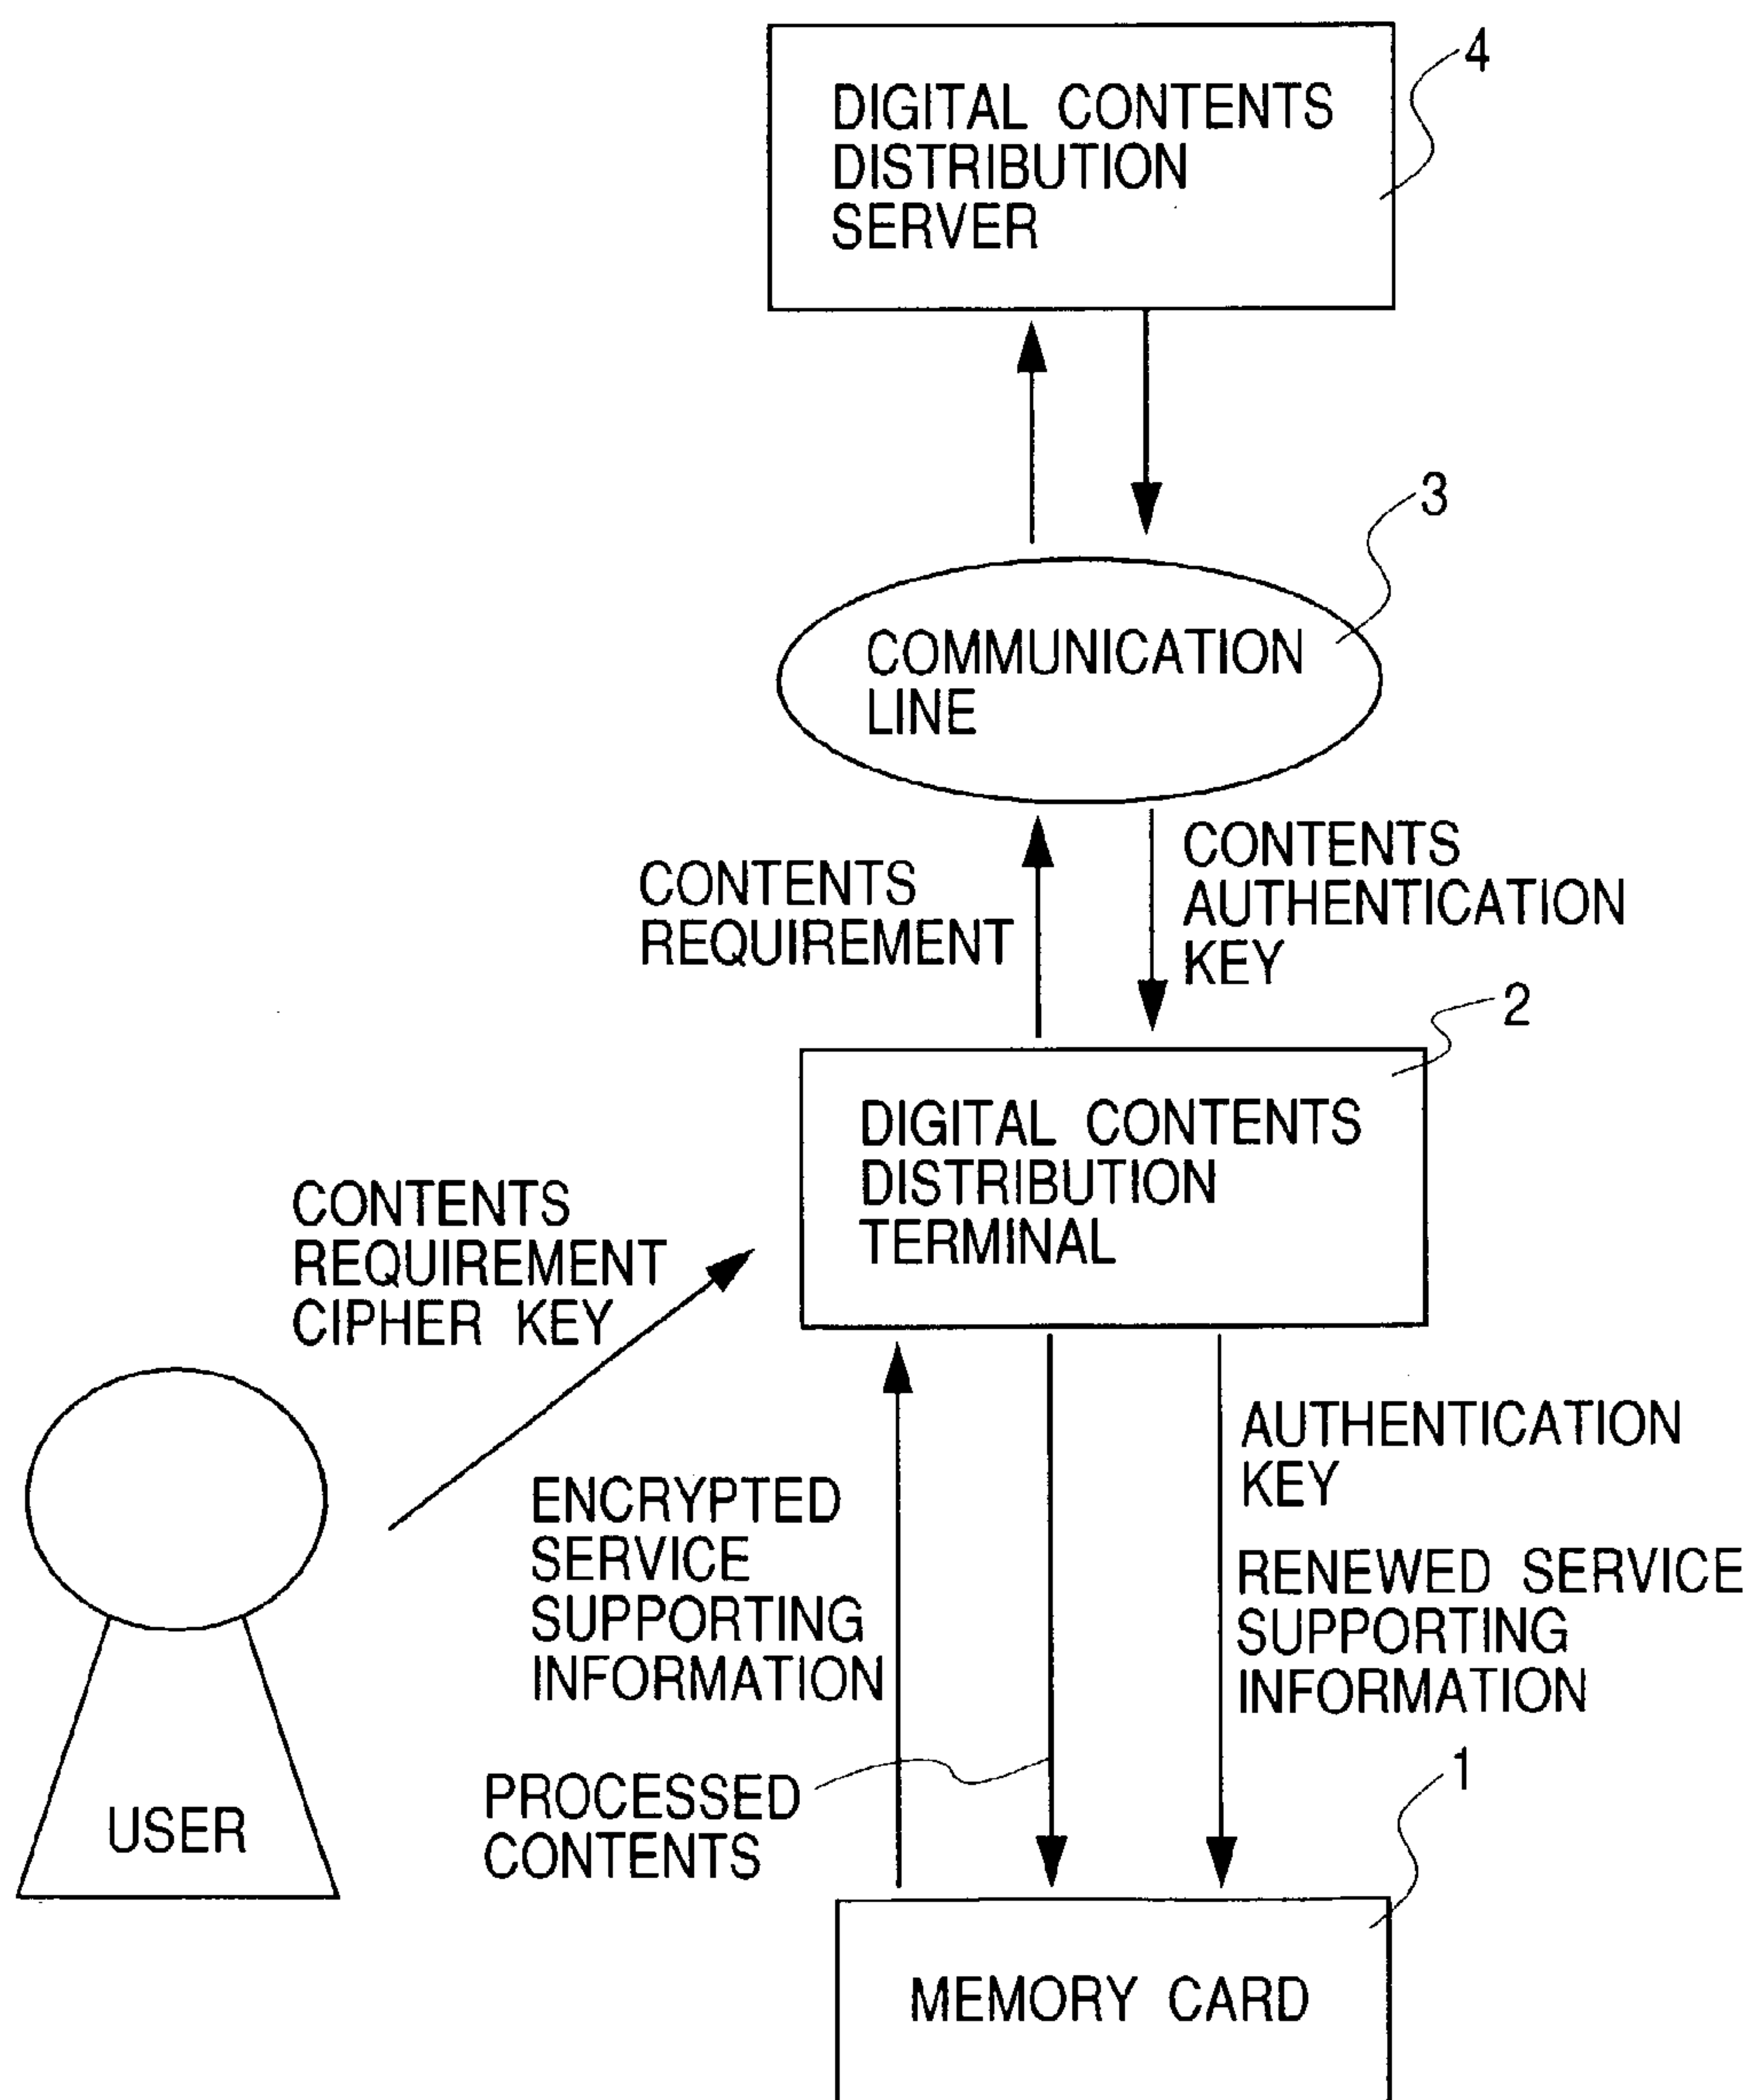 4
DIGITAL CONTENTS
DISTRIBUTION
SERVER
3
COMMUNICATION
LINE
CONTENTS
REQUIREMENT
CONTENTS
AUTHENTICATION
KEY
2
DIGITAL CONTENTS
DISTRIBUTION
TERMINAL
CONTENTS
REQUIREMENT
CIPHER KEY
ENCRYPTED
SERVICE
SUPPORTING
INFORMATION
AUTHENTICATION
KEY
RENEWED SERVICE
SUPPORTING
INFORMATION
PROCESSED
CONTENTS
1
USER
MEMORY CARD